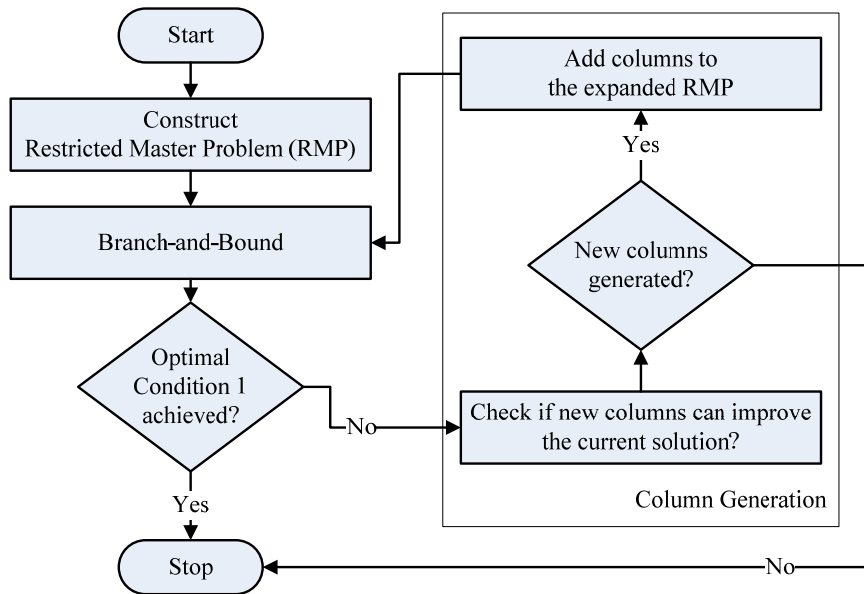 Start
Construct
Restricted Master Problem (RMP)
Branch-and-Bound
Optimal
Condition 1
achieved?
Yes
Stop
No
Add columns to
the expanded RMP
Yes
New columns
generated?
Check if new columns can improve
the current solution?
Column Generation
No